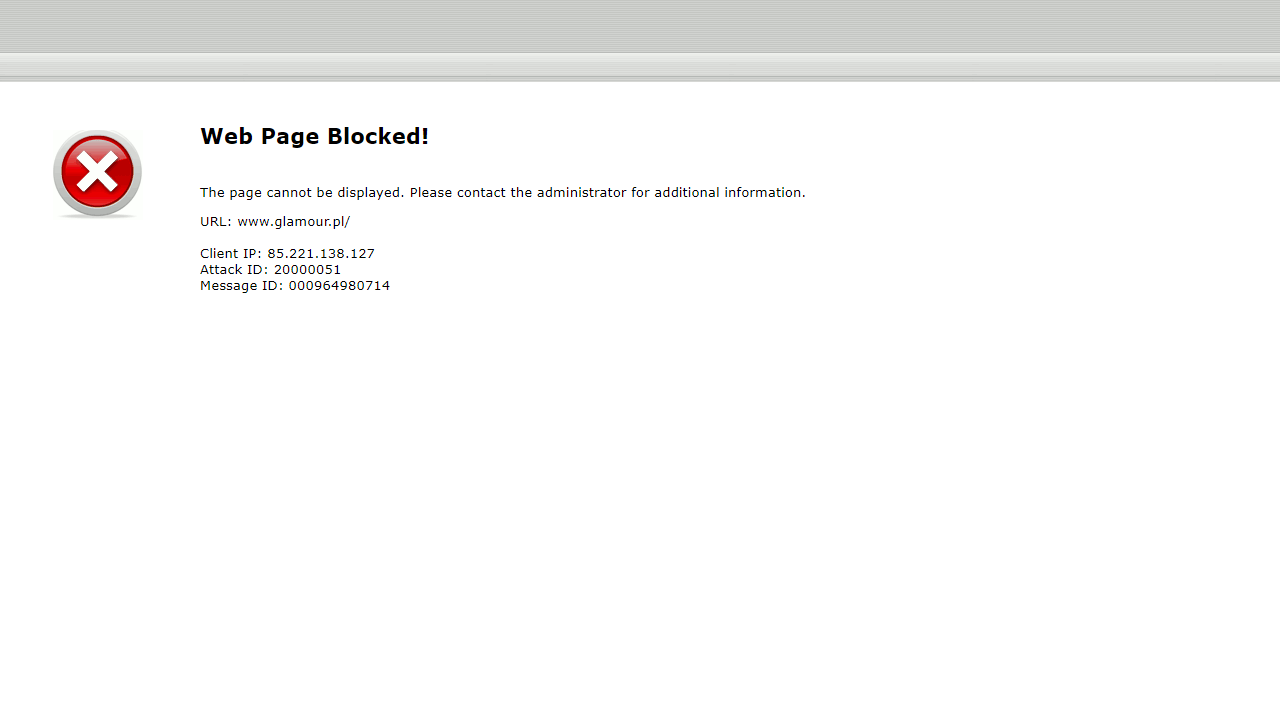 Web Page Blocked!
The page cannot be displayed. Please contact the administrator for additional information.
URL: www.glamour.pl/
Client IP: 85.221.138.127
Attack ID: 20000051
Message ID: 000964980714